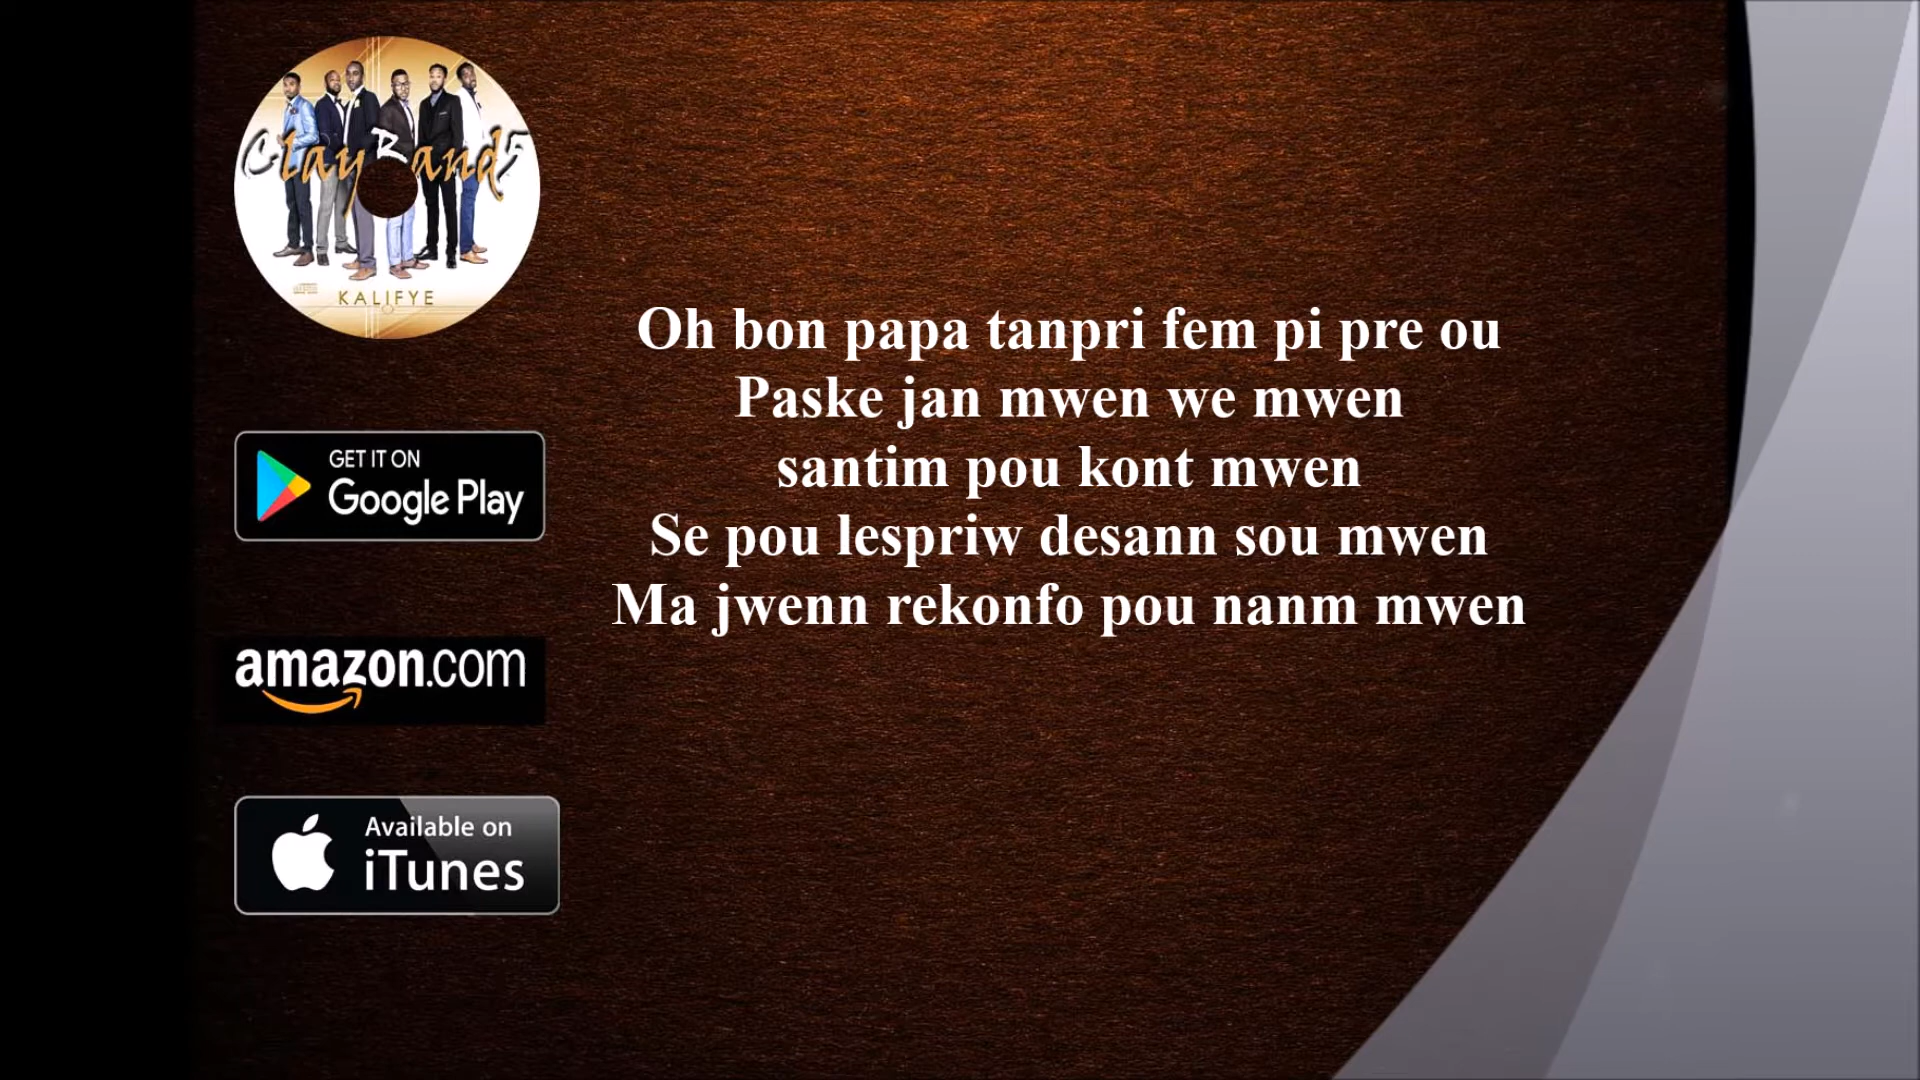 ClayBand5
KALIFYE
GET IT ON
Google Play
amazon.com
Available on
iTunes
Oh bon papa tanpri fem pi pre ou
Paske jan mwen we mwen
santim pou kont mwen
Se pou lespriw desann sou mwen
Ma jwenn rekonfo pou nanm mwen